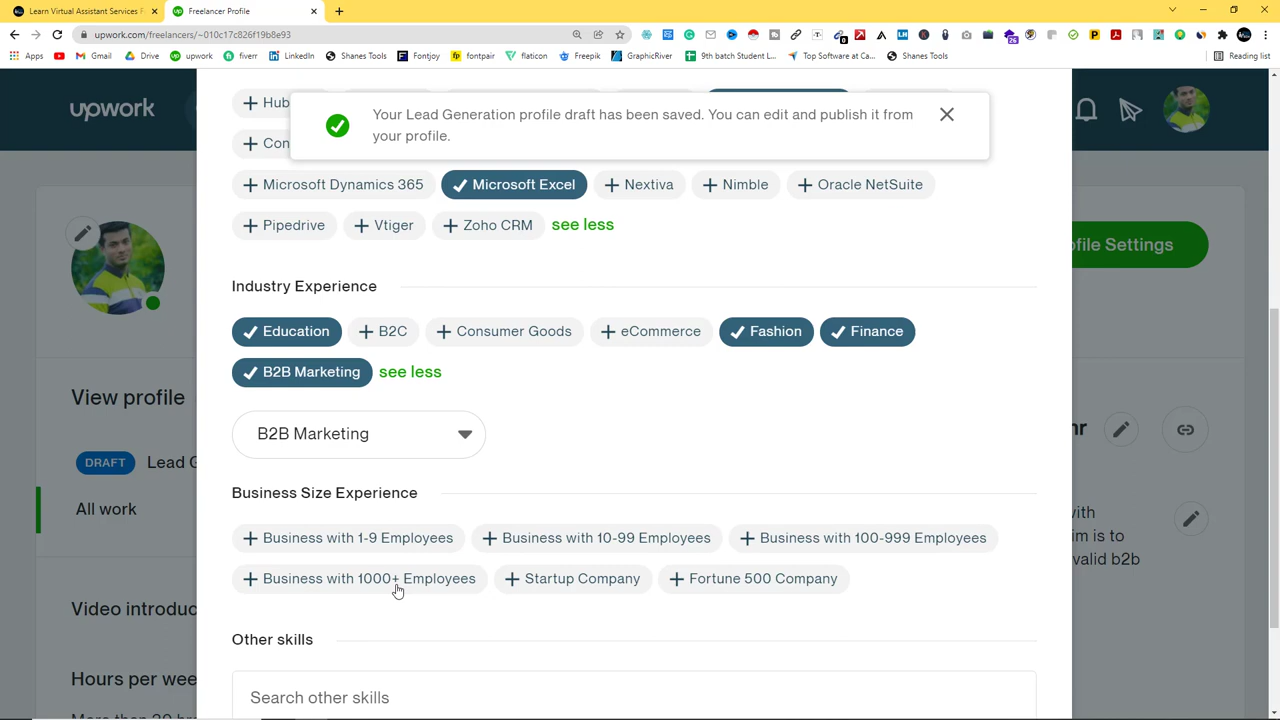 Learn Virtual Assistant Services F
Freelancer Profile
upwork.com/freelancers/~010c17c826f19b8e93
Apps
Gmail
Drive
upwork
fiverr
LinkedIn
Shanes Tools
Fontjoy
fontpair
flaticon
Freepik
GraphicRiver
9th batch Student L...
Top Software at Ca...
Shanes Tools
Reading list
upwork
Hub
Your Lead Generation profile draft has been saved. You can edit and publish it from
your profile.
Con
Microsoft Dynamics 365
Microsoft Excel
Nextiva
Nimble
Oracle NetSuite
Pipedrive
Vtiger
Zoho CRM
see less
ofile Settings
Industry Experience
Education
B2C
Consumer Goods
eCommerce
Fashion
Finance
B2B Marketing
see less
View profile
B2B Marketing
hr
DRAFT
Lead G
Business Size Experience
All work
with
im is to
valid b2b
Business with 1-9 Employees
Business with 10-99 Employees
Business with 100-999 Employees
Business with 1000+ Employees
Startup Company
Fortune 500 Company
Video introduc
Other skills
Hours per wee
Search other skills